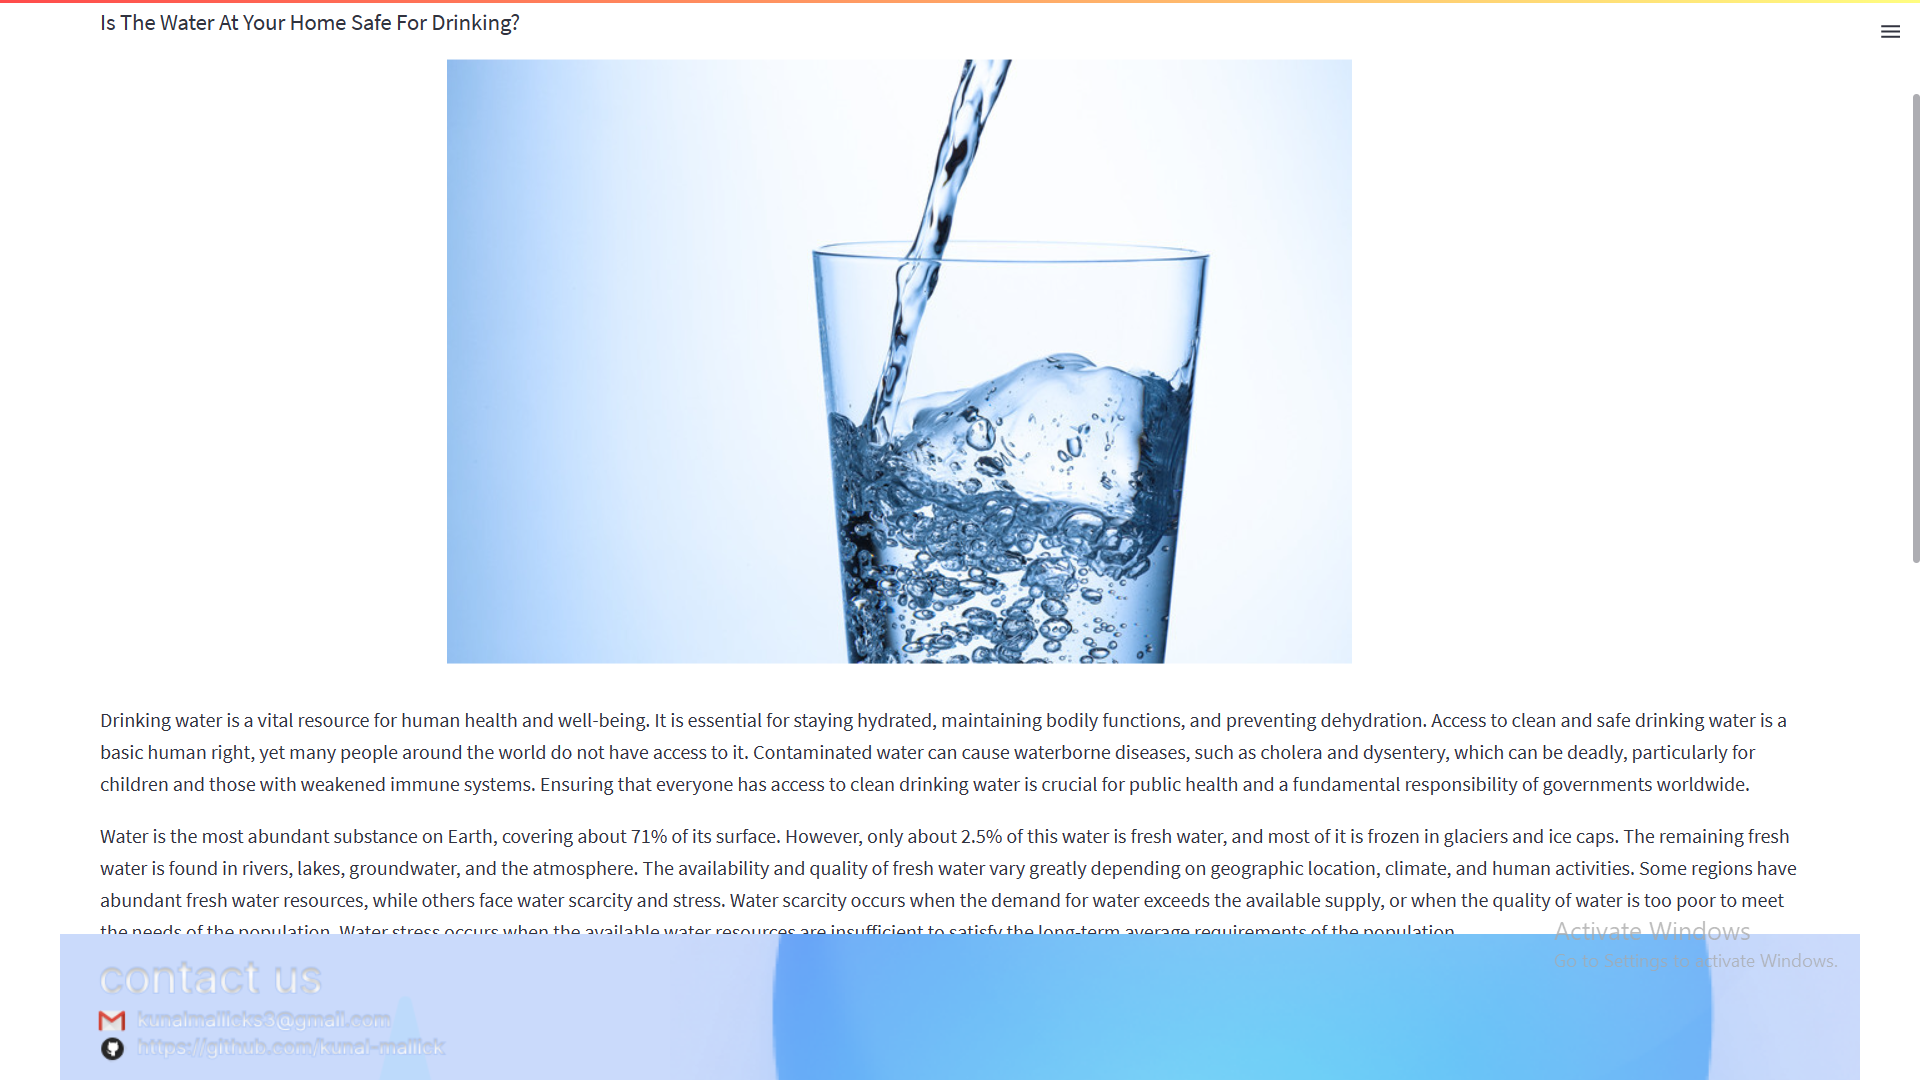 Is The Water At Your Home Safe For Drinking?
Drinking water is a vital resource for human health and well-being. It is essential for staying hydrated, maintaining bodily functions, and preventing dehydration. Access to clean and safe drinking water is a
basic human right, yet many people around the world do not have access to it. Contaminated water can cause waterborne diseases, such as cholera and dysentery, which can be deadly, particularly for
children and those with weakened immune systems. Ensuring that everyone has access to clean drinking water is crucial for public health and a fundamental responsibility of governments worldwide.
Water is the most abundant substance on Earth, covering about 71% of its surface. However, only about 2.5% of this water is fresh water, and most of it is frozen in glaciers and ice caps. The remaining fresh
water is found in rivers, lakes, groundwater, and the atmosphere. The availability and quality of fresh water vary greatly depending on geographic location, climate, and human activities. Some regions have
abundant fresh water resources, while others face water scarcity and stress. Water scarcity occurs when the demand for water exceeds the available supply, or when the quality of water is too poor to meet
the needs of the population. Water stress occurs when the available water resources are insufficient to satisfy the long-term average requirements of the population.
Activate Windows
Go to Settings to activate Windows.
contact us
kunalmallicks3@gmail.com
https://github.com/kunal-mallick